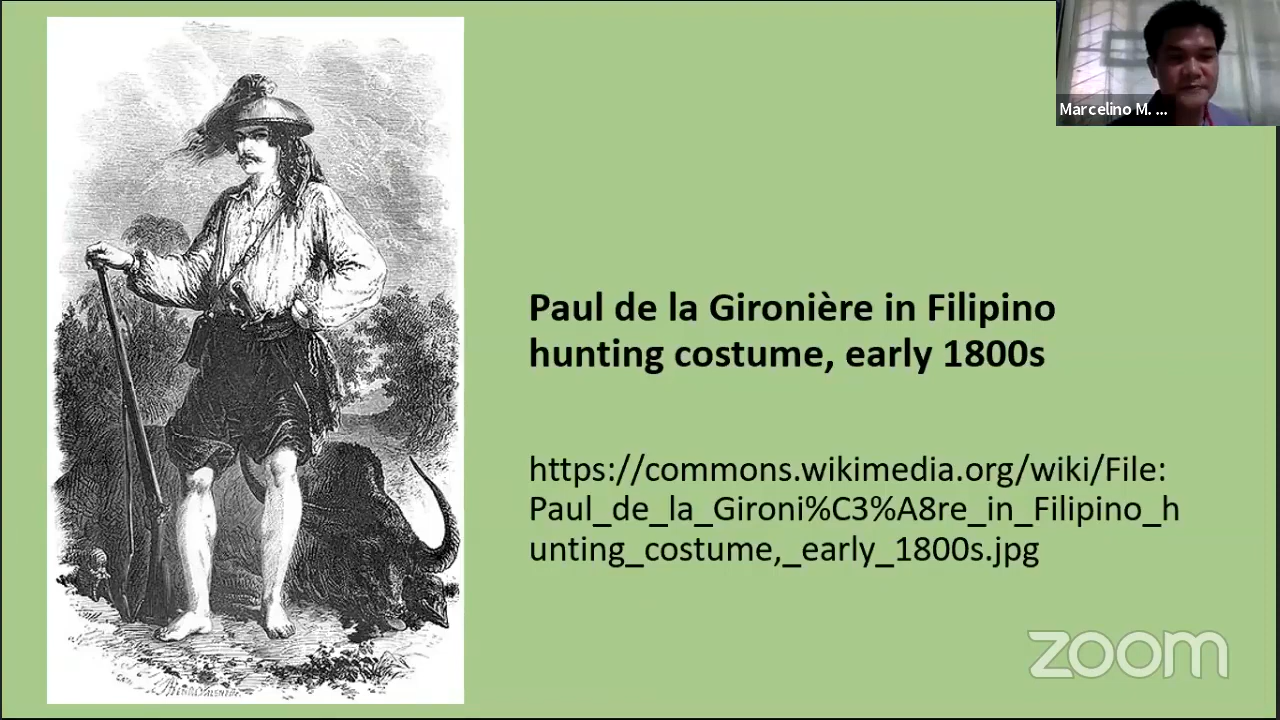 Marcelino M. ...
Paul de la Gironière in Filipino
hunting costume, early 1800s
https://commons.wikimedia.org/wiki/File:
Paul_de_la_Gironi%C3%A8re_in_Filipino_h
unting_costume,_early_1800s.jpg
zoom